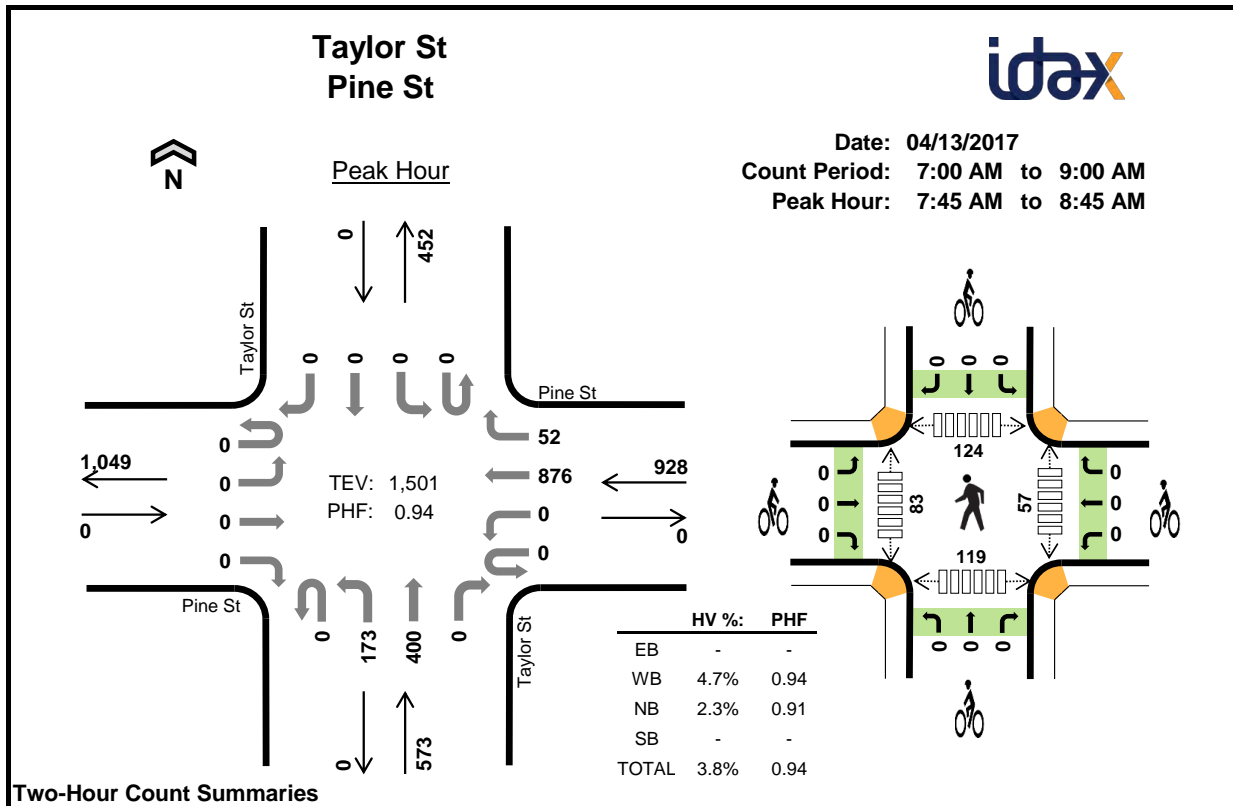 Taylor St
Pine St
idax
Date: 04/13/2017
Count Period: 7:00 AM to 9:00 AM
Peak Hour: 7:45 AM to 8:45 AM
N
Peak Hour
0
452
Taylor St
0 0 0 0
Pine St
0
52
1,049
0
TEV: 1,501
876
928
0
PHF: 0.94
0
0
0
0
0
Pine St
0 173 400 0
Taylor St
0
573
0 0 0
124
0
0
0
83
57
0
0
0
119
0 0 0
HV %: PHF
EB - -
WB 4.7% 0.94
NB 2.3% 0.91
SB - -
TOTAL 3.8% 0.94
Two-Hour Count Summaries